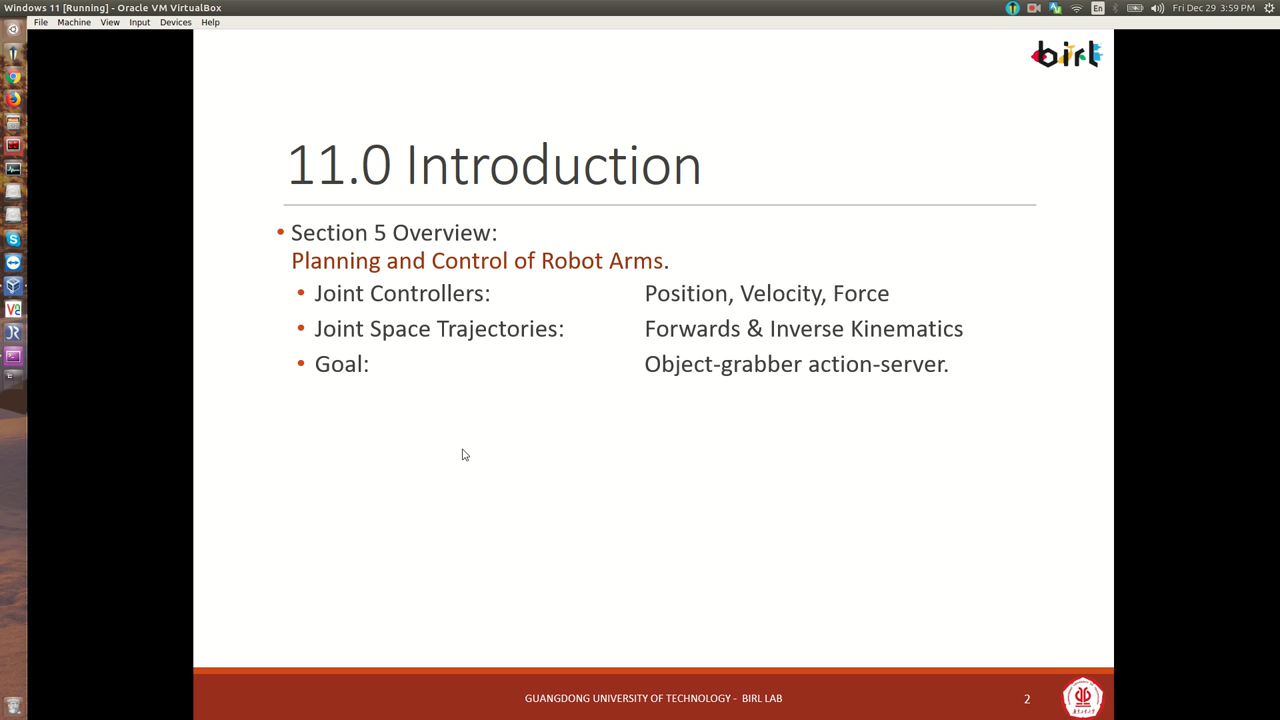 Windows 11 [Running] - Oracle VM VirtualBox
En
Fri Dec 29 3:59 PM
File Machine View Input Devices Help
birl
11.0 Introduction
• Section 5 Overview:
Planning and Control of Robot Arms.
• Joint Controllers: Position, Velocity, Force
• Joint Space Trajectories: Forwards & Inverse Kinematics
• Goal: Object-grabber action-server.
GUANGDONG UNIVERSITY OF TECHNOLOGY - BIRL LAB
2